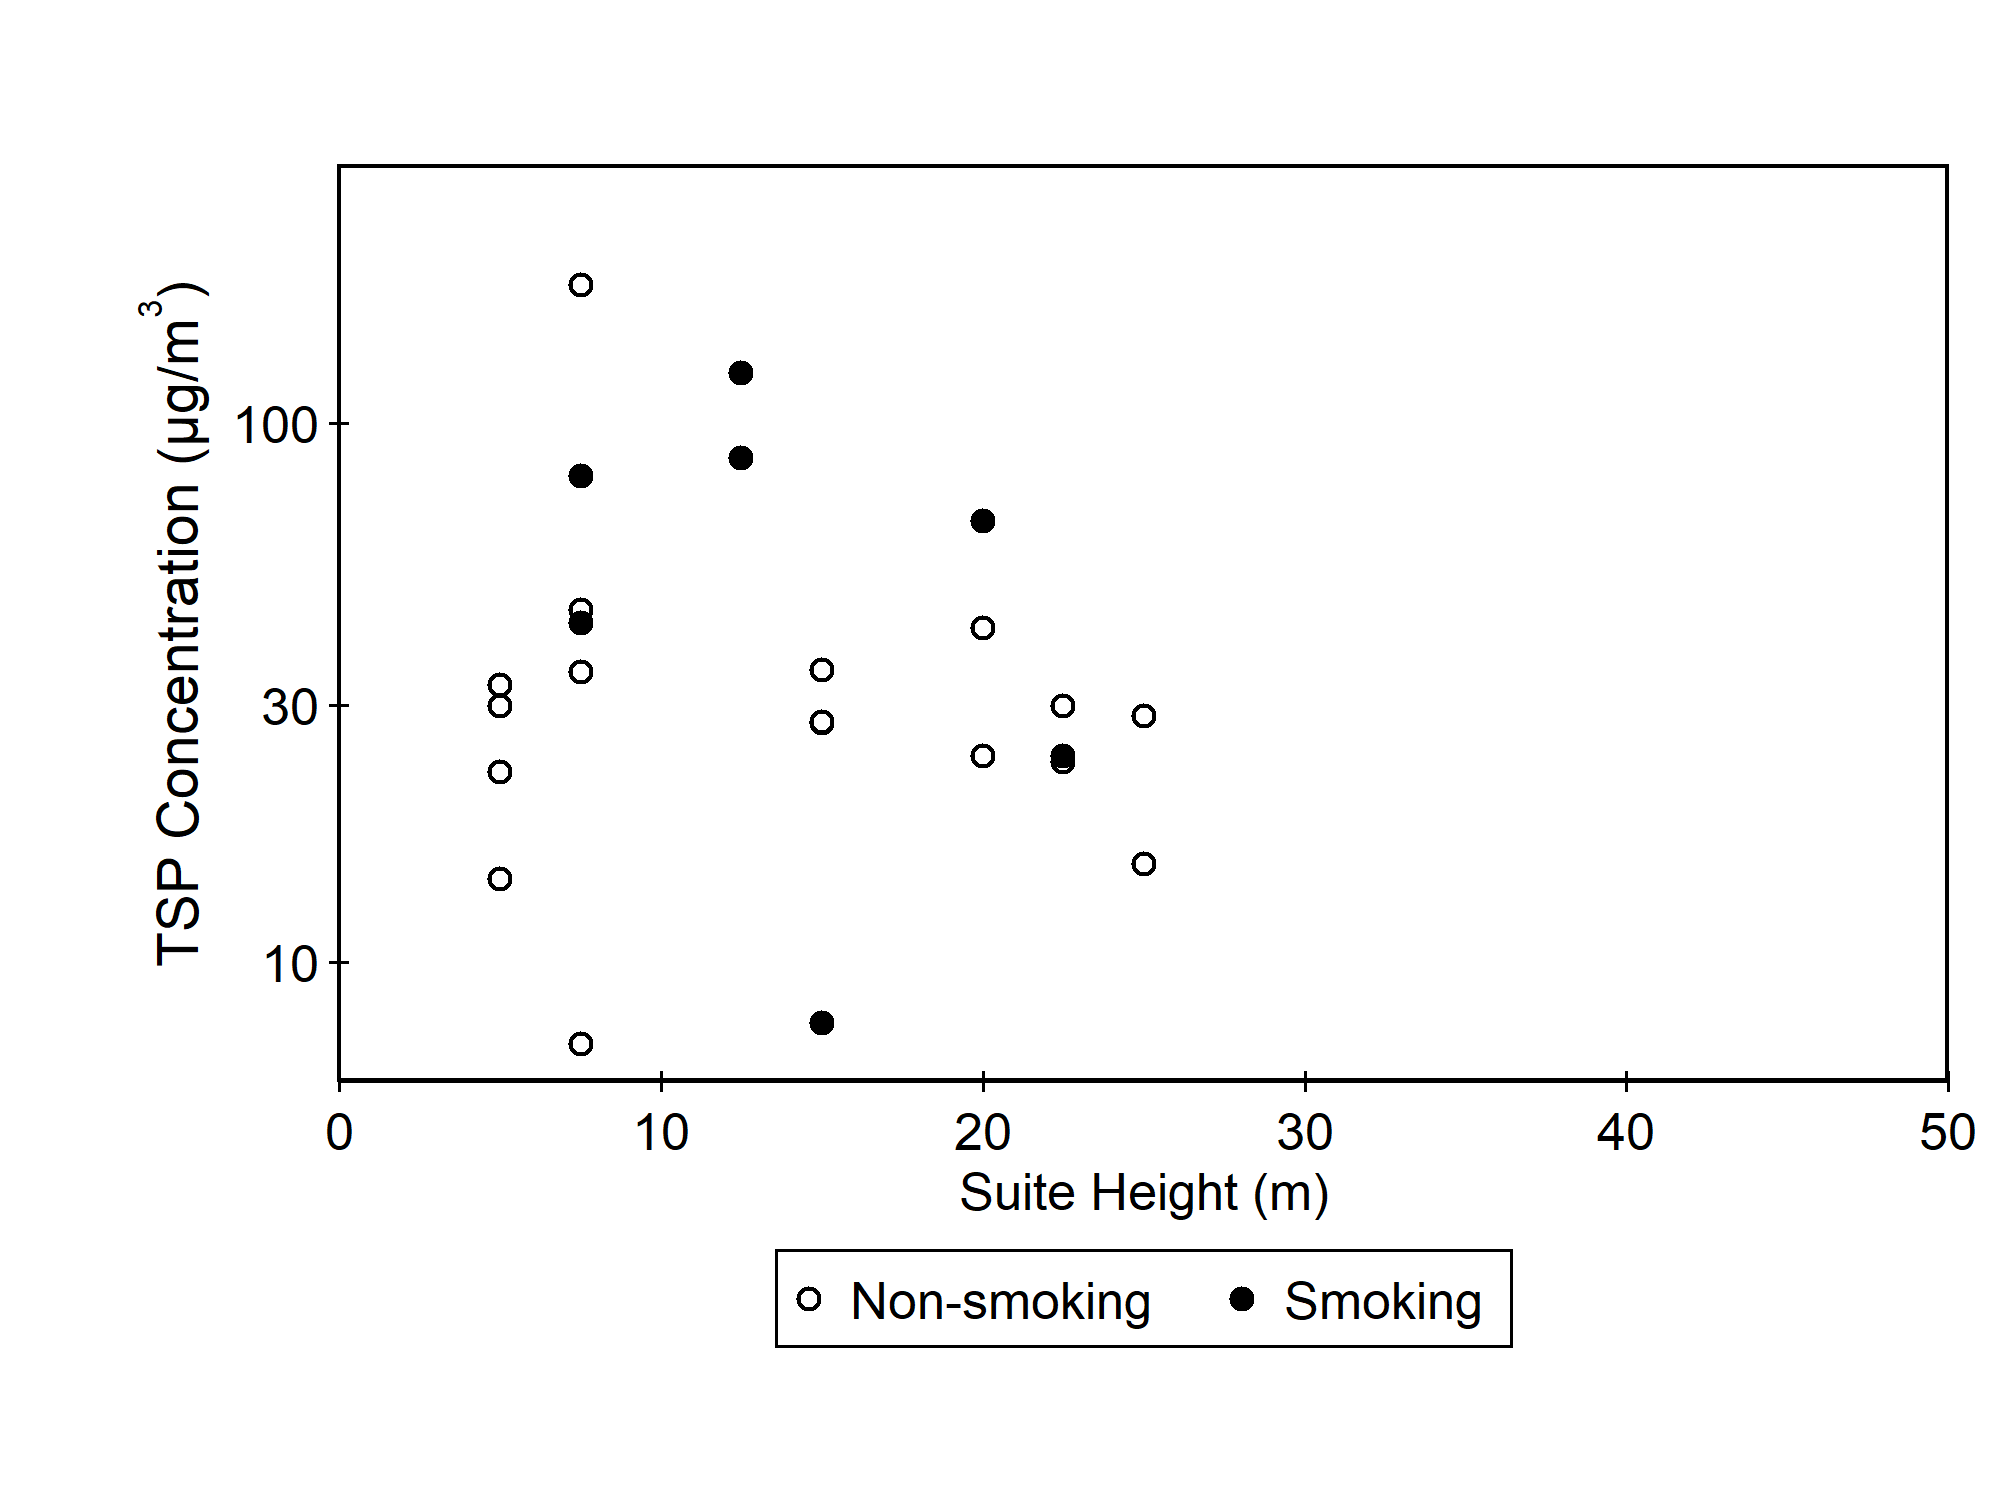 TSP Concentration (µg/m³)
100
30
10
0 10 20 30 40 50
Suite Height (m)
Non-smoking Smoking